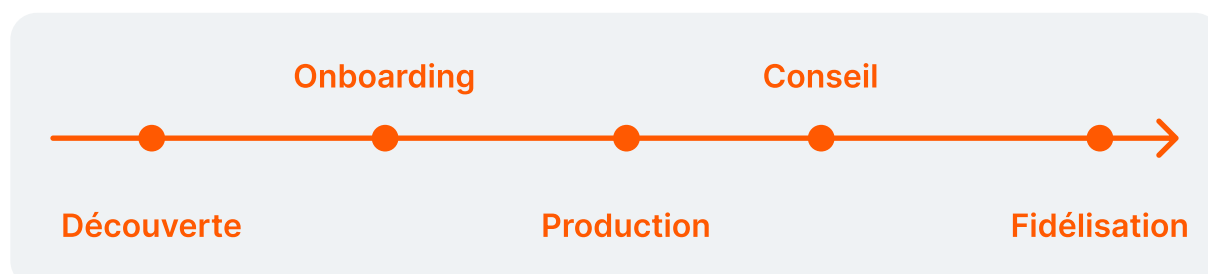 Onboarding
Conseil
Découverte
Production
Fidélisation